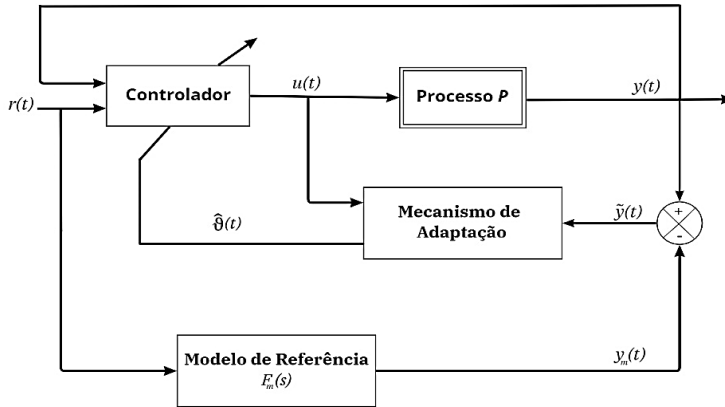 r(t)
Controlador
u(t)
Processo P
y(t)
+
-
ỹ(t)
Mecanismo de
Adaptação
ϑ̂(t)
Modelo de Referência
Fm(s)
ym(t)